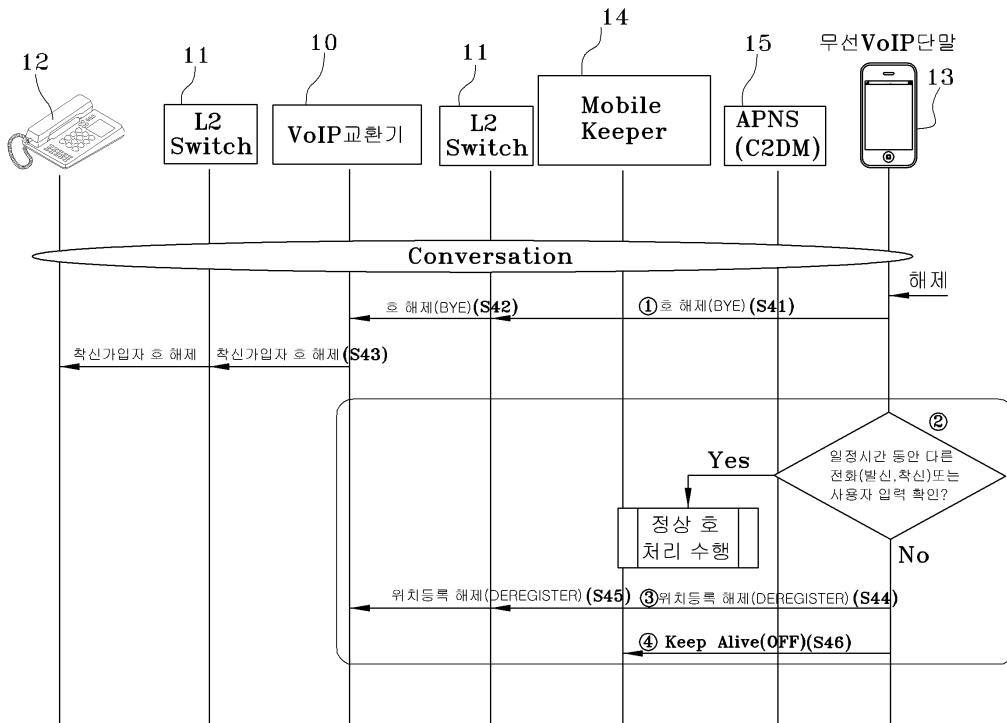 12
11
10
11
14
15
무선VoIP단말
13
L2
Switch
VoIP교환기
L2
Switch
Mobile
Keeper
APNS
(C2DM)
Conversation
해제
호 해제(BYE)(S42)
①호 해제(BYE)(S41)
착신가입자 호 해제
착신가입자 호 해제(S43)
②
일정시간 동안 다른
전화(발신,착신)또는
사용자 입력 확인?
Yes
정상 호
처리 수행
No
위치등록 해제(DEREGISTER)(S45)
③위치등록 해제(DEREGISTER)(S44)
④ Keep Alive(OFF)(S46)